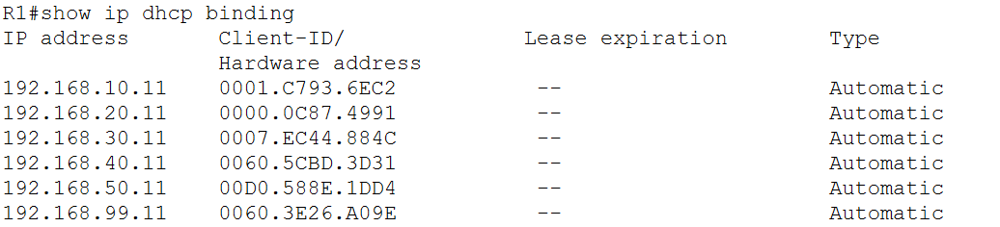 R1#show ip dhcp binding
IP address Client-ID/ Lease expiration Type
Hardware address
192.168.10.11 0001.C793.6EC2 -- Automatic
192.168.20.11 0000.0C87.4991 -- Automatic
192.168.30.11 0007.EC44.884C -- Automatic
192.168.40.11 0060.5CBD.3D31 -- Automatic
192.168.50.11 00D0.588E.1DD4 -- Automatic
192.168.99.11 0060.3E26.A09E -- Automatic